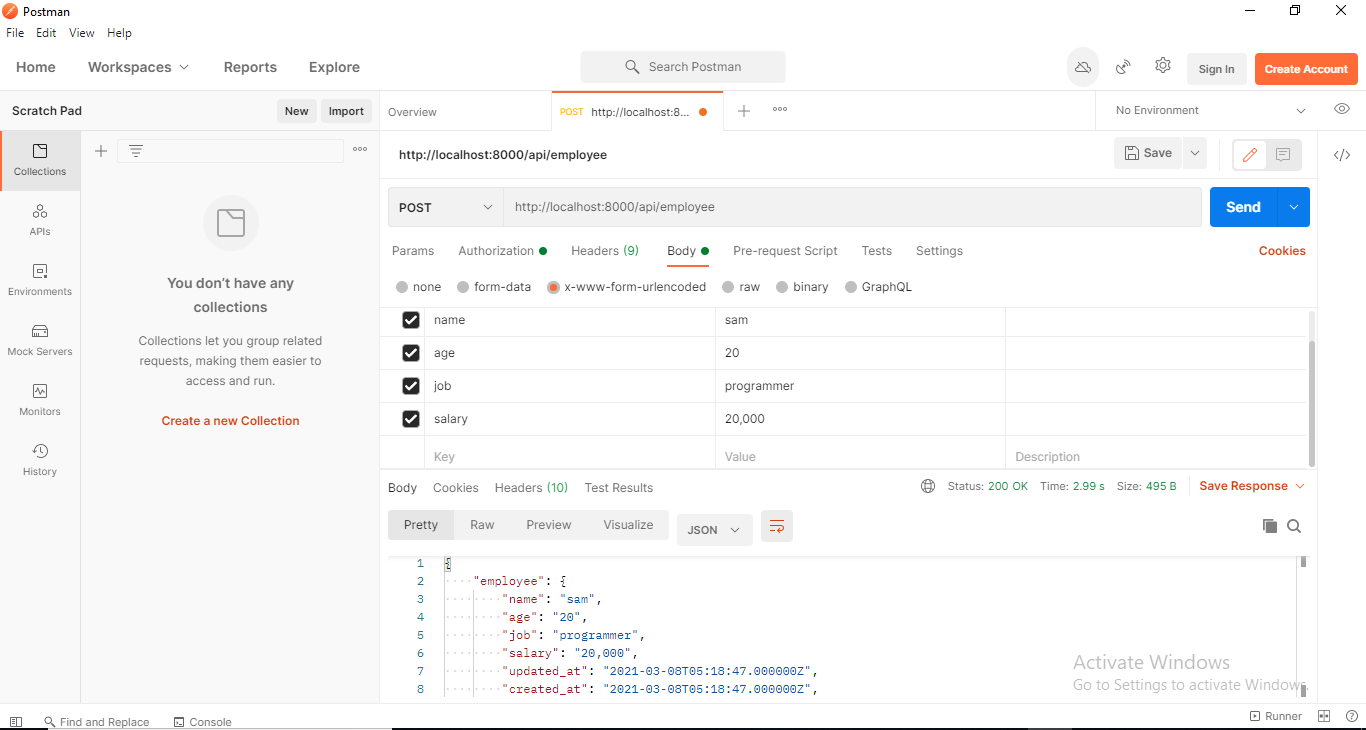 Postman
File Edit View Help
Home Workspaces Reports Explore Search Postman Sign In Create Account
Scratch Pad New Import Overview POST http://localhost:8... No Environment
Collections
APIs
Environments
Mock Servers
Monitors
History
You don't have any
collections
Collections let you group related
requests, making them easier to
access and run.
Create a new Collection
http://localhost:8000/api/employee Save
POST http://localhost:8000/api/employee Send
Params Authorization Headers (9) Body Pre-request Script Tests Settings Cookies
none form-data x-www-form-urlencoded raw binary GraphQL
name sam
age 20
job programmer
salary 20,000
Key Value Description
Body Cookies Headers (10) Test Results Status: 200 OK Time: 2.99 s Size: 495 B Save Response
Pretty Raw Preview Visualize JSON
1 {
2 "employee": {
3 "name": "sam",
4 "age": "20",
5 "job": "programmer",
6 "salary": "20,000",
7 "updated_at": "2021-03-08T05:18:47.000000Z",
8 "created_at": "2021-03-08T05:18:47.000000Z",
Activate Windows
Go to Settings to activate Windows.
Find and Replace Console Runner